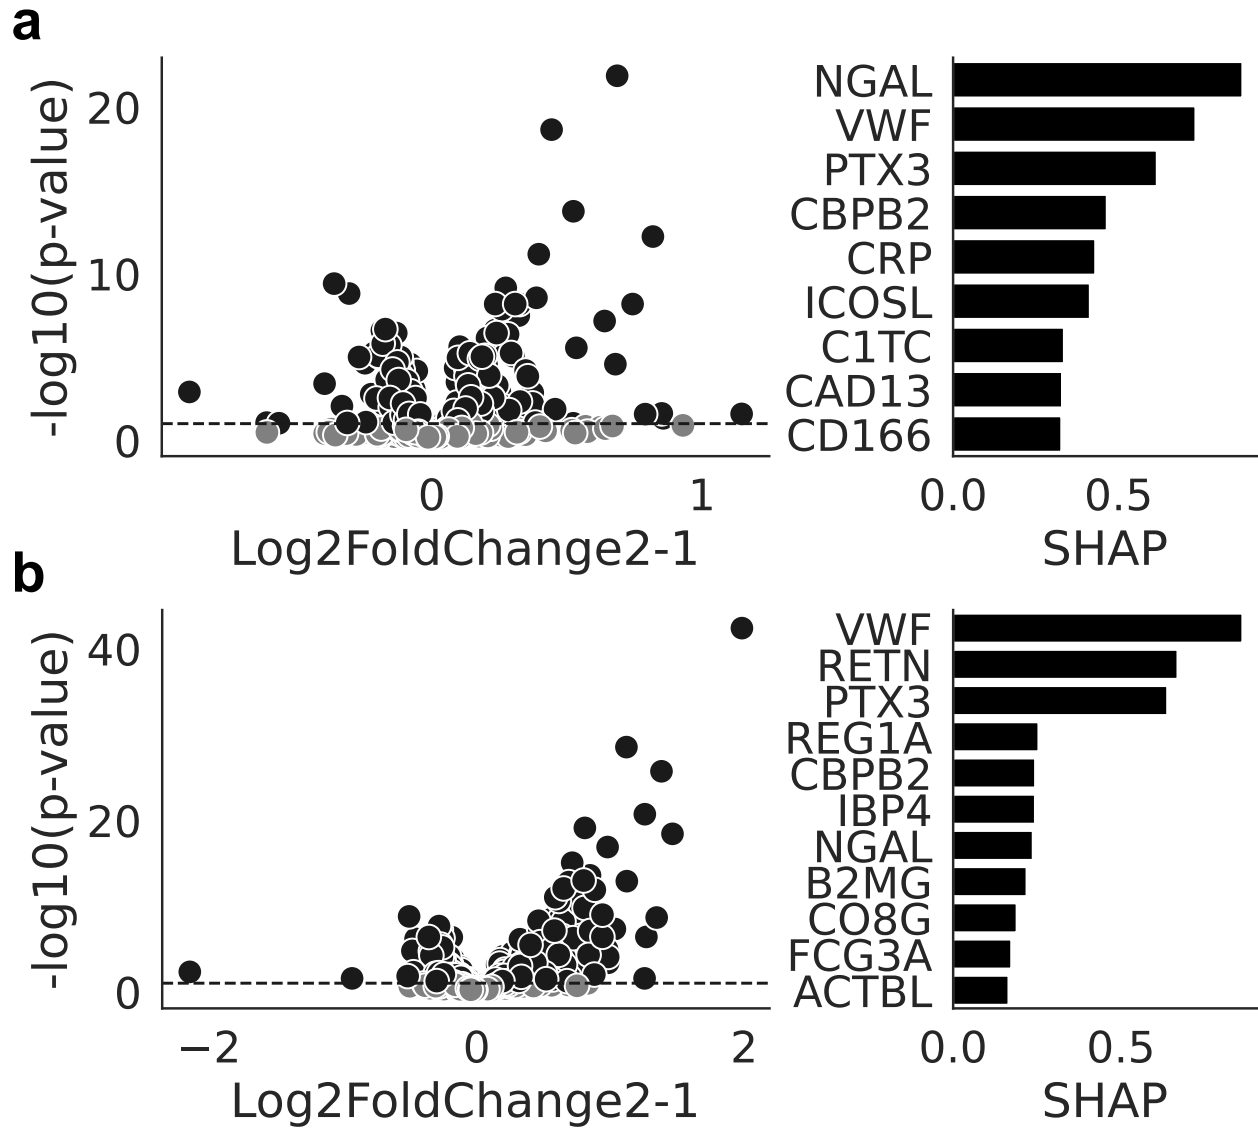 a
-log10(p-value)
20
10
0
0
1
Log2FoldChange2-1
NGAL
VWF
PTX3
CBPB2
CRP
ICOSL
C1TC
CAD13
CD166
0.0
0.5
SHAP
b
-log10(p-value)
40
20
0
−2
0
2
Log2FoldChange2-1
VWF
RETN
PTX3
REG1A
CBPB2
IBP4
NGAL
B2MG
CO8G
FCG3A
ACTBL
0.0
0.5
SHAP